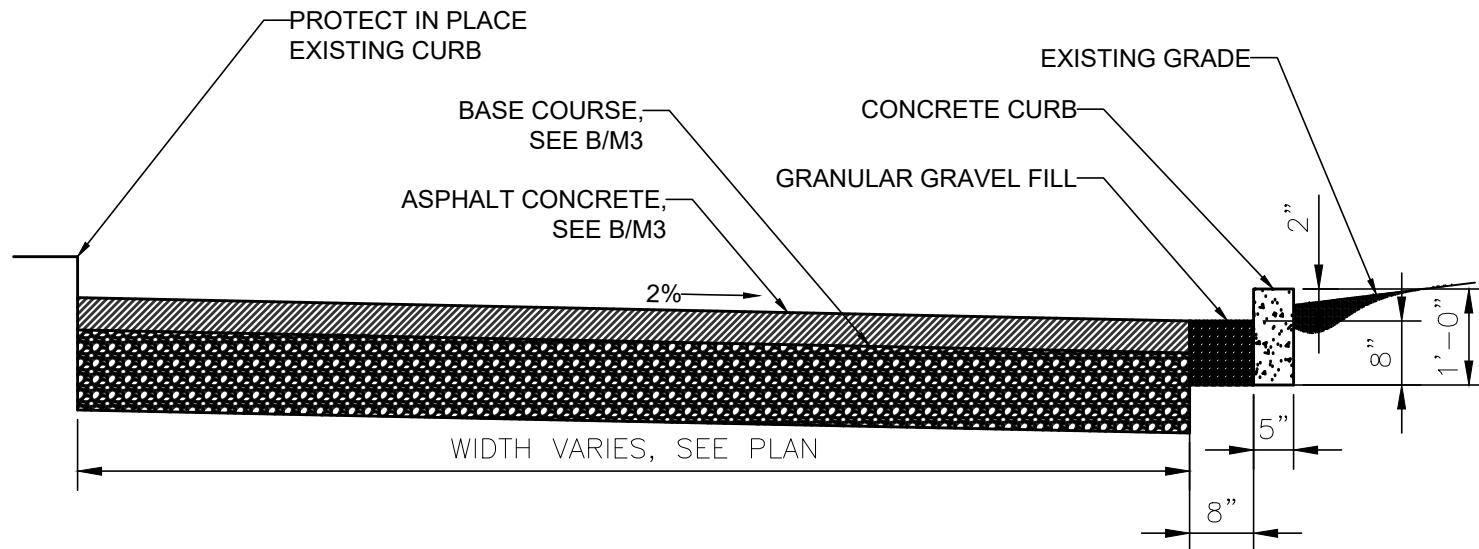 PROTECT IN PLACE
EXISTING CURB
EXISTING GRADE
BASE COURSE,
SEE B/M3
CONCRETE CURB
GRANULAR GRAVEL FILL
ASPHALT CONCRETE,
SEE B/M3
2"
2%
8"
1'-0"
5"
WIDTH VARIES, SEE PLAN
8"